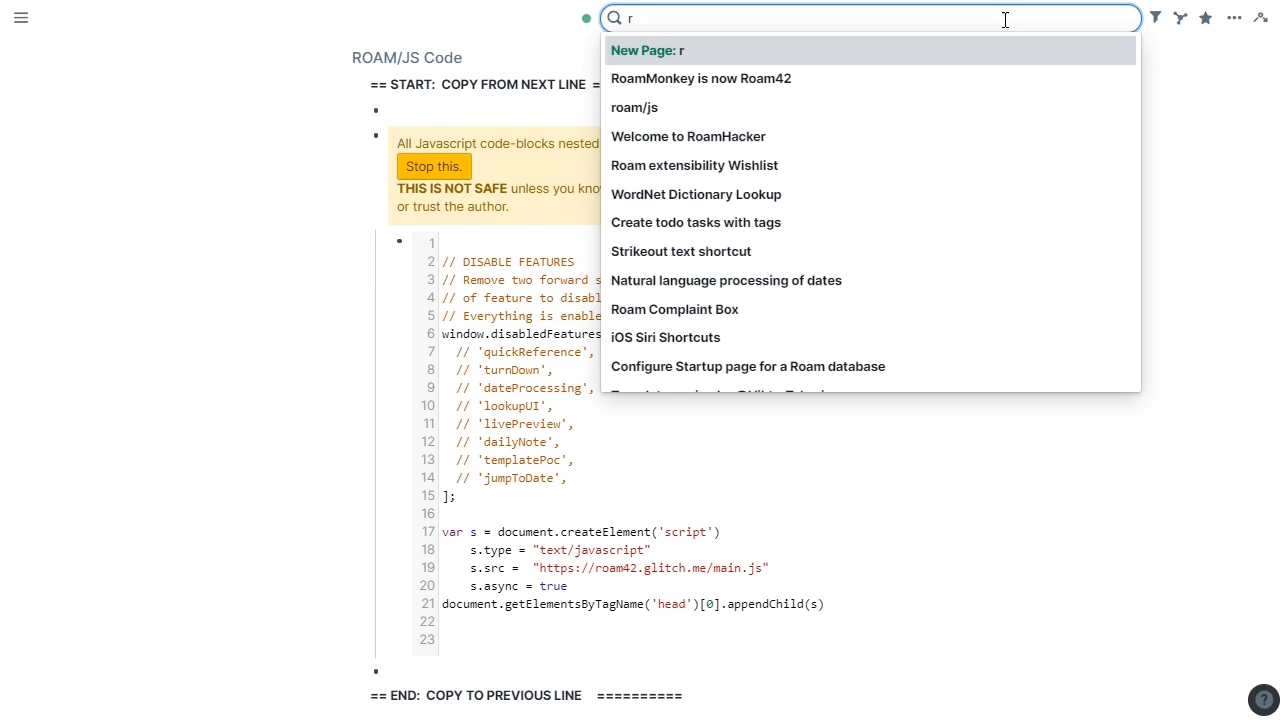 r
New Page: r
RoamMonkey is now Roam42
roam/js
Welcome to RoamHacker
Roam extensibility Wishlist
WordNet Dictionary Lookup
Create todo tasks with tags
Strikeout text shortcut
Natural language processing of dates
Roam Complaint Box
iOS Siri Shortcuts
Configure Startup page for a Roam database
ROAM/JS Code
== START: COPY FROM NEXT LINE =
All Javascript code-blocks nested
Stop this.
THIS IS NOT SAFE unless you kno
or trust the author.
1
2 // DISABLE FEATURES
3 // Remove two forward s
4 // of feature to disabl
5 // Everything is enable
6 window.disabledFeatures
7 // 'quickReference',
8 // 'turnDown',
9 // 'dateProcessing',
10 // 'lookupUI',
11 // 'livePreview',
12 // 'dailyNote',
13 // 'templatePoc',
14 // 'jumpToDate',
15 ];
16
17 var s = document.createElement('script')
18 s.type = "text/javascript"
19 s.src = "https://roam42.glitch.me/main.js"
20 s.async = true
21 document.getElementsByTagName('head')[0].appendChild(s)
22
23
== END: COPY TO PREVIOUS LINE ==========
?